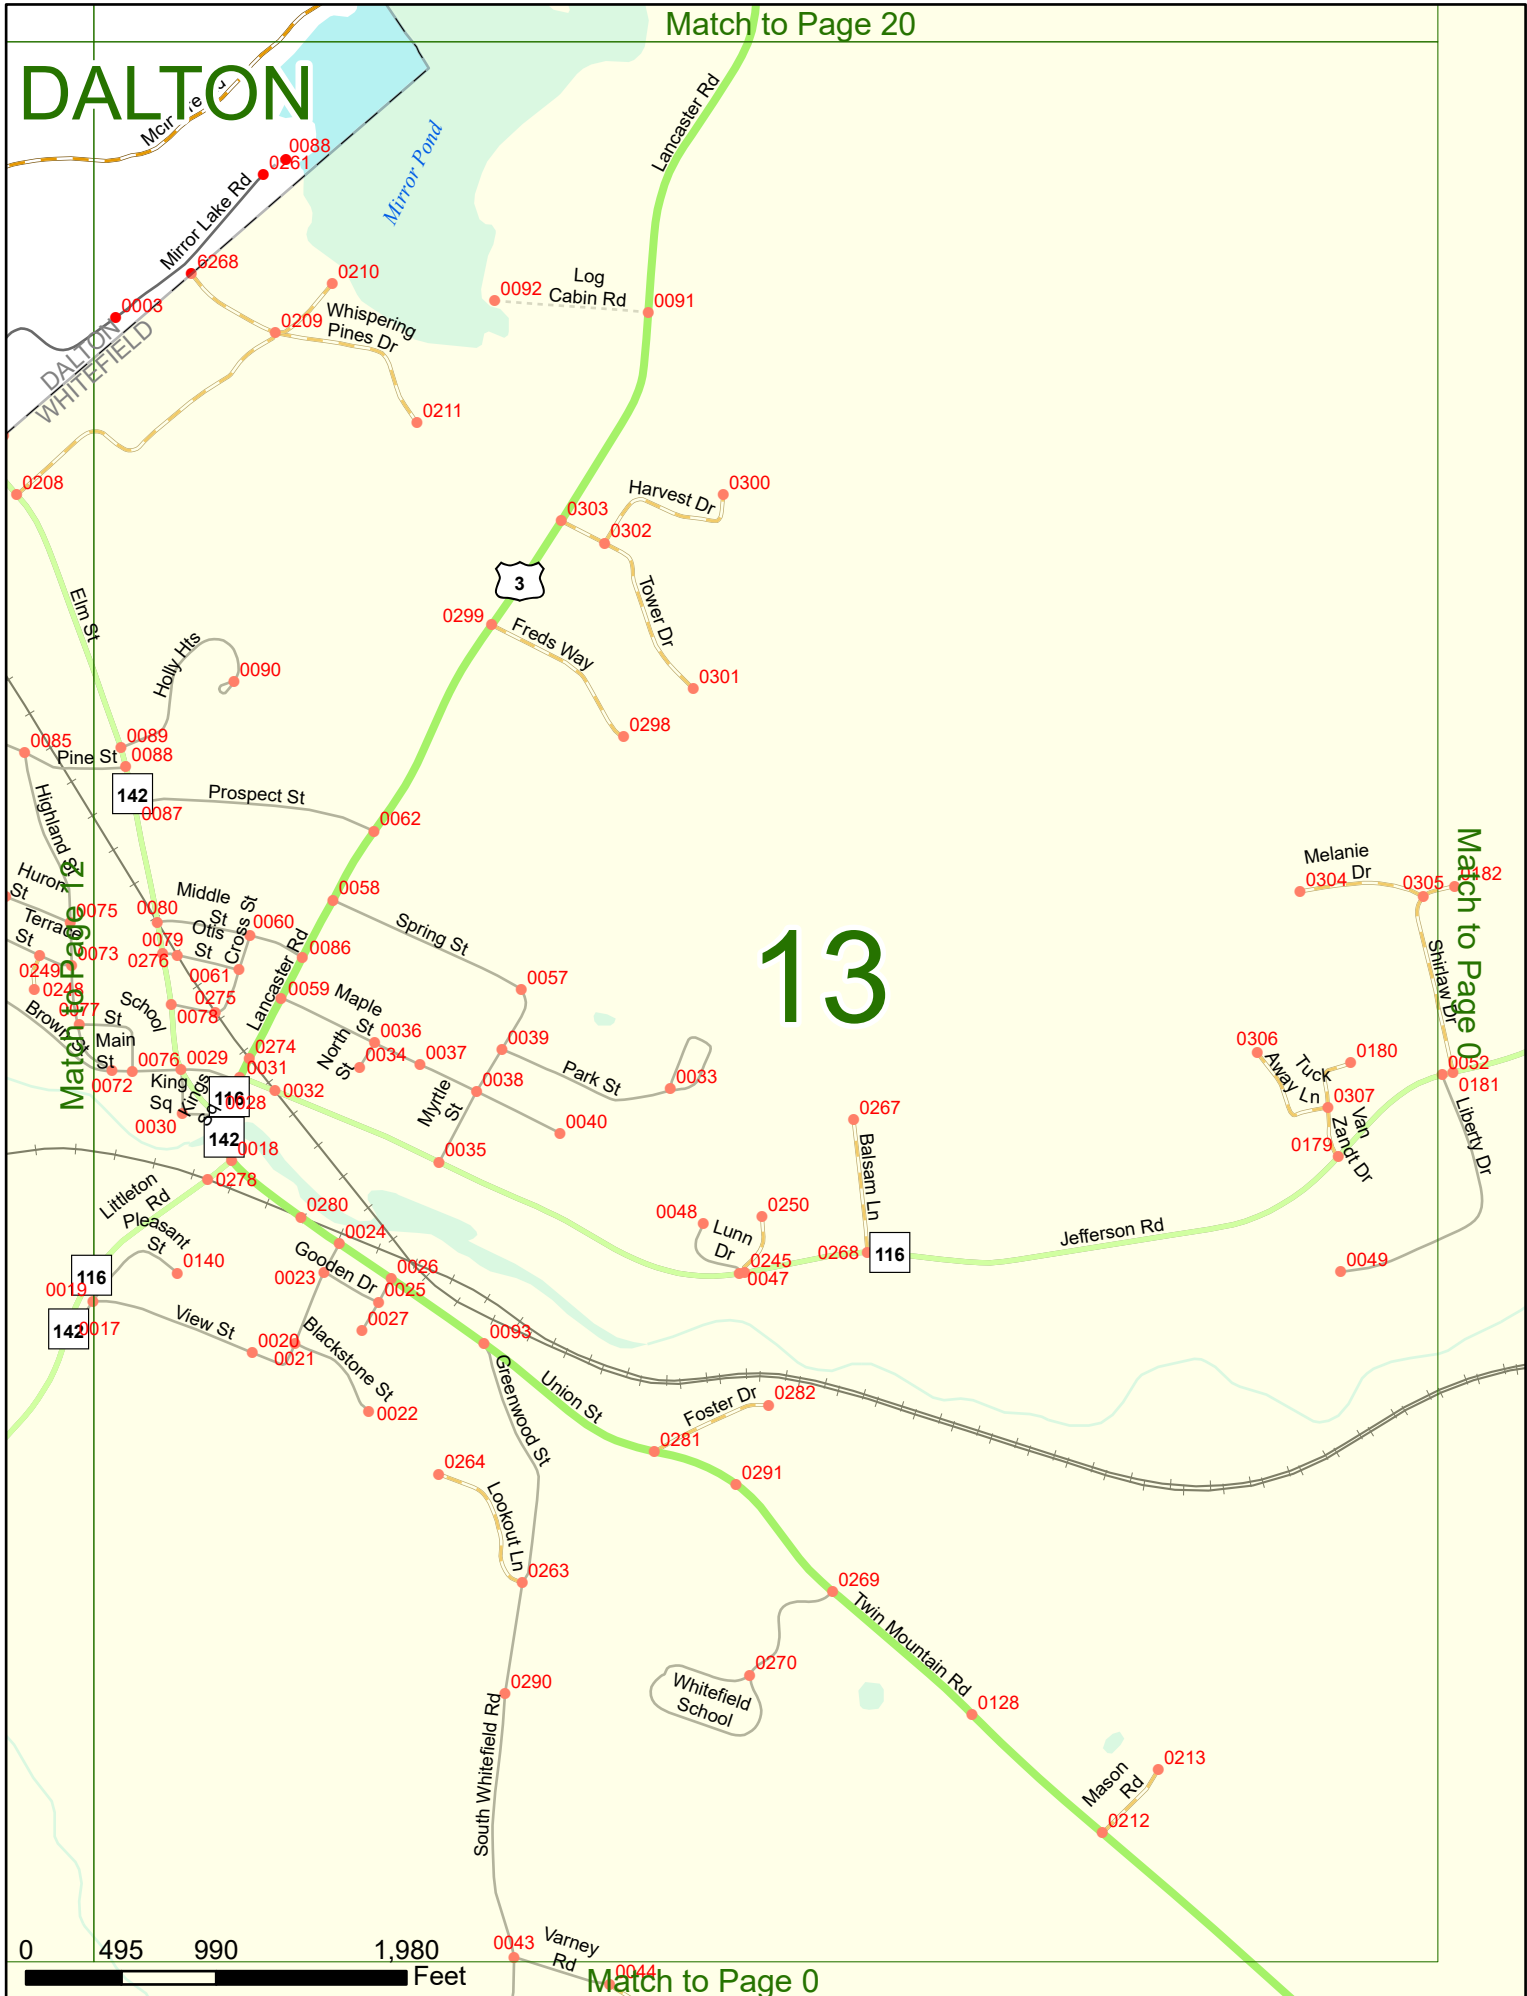 Match to Page 20
DALTON
Lancaster Rd
0088
0261
Mirror Pond
Mirror Lake Rd
6268
0210
0092
Log
Cabin Rd
0091
0003
0209
Whispering
Pines Dr
DALTON
WHITEFIELD
0211
0208
Harvest Dr
0300
0303
0302
3
Elm St
Tower Dr
0299
Freds Way
Holly Hts
0090
0301
0298
0085
0089
Pine St
0088
142
Prospect St
0087
Highland St
0062
Match to Page 12
Match to Page 0
Melanie
Dr
0304
0305
0182
Huron
St
Middle
St
0058
0075
0080
Otis
St
Cross St
0060
Spring St
Terrace
St
0079
0086
0073
0276
0061
0249
0057
13
Shirlaw Dr
0248
School
St
0275
Lancaster Rd
0059
Maple
St
0077
0078
Brown St
Main
St
North
St
0036
0039
0274
0306
0180
0034
0037
Tuck
Away Ln
0072
0076
0029
0031
0052
0181
King
Sq
Kings
Sq
116
0028
0032
0038
Park St
0033
0307
0030
Myrtle
St
0267
Van
Zandt Dr
Liberty Dr
142
0018
0040
0179
0035
Balsam Ln
0278
Littleton
Rd
0280
0048
0250
Jefferson Rd
Pleasant
St
0024
Lunn
Dr
0268
116
0140
Gooden Dr
0245
0047
0049
116
0023
0026
0019
0025
142
0017
View St
0027
0020
0021
Blackstone St
0093
Greenwood St
Union St
0022
Foster Dr
0282
0281
0264
0291
Lookout Ln
0263
0269
Twin Mountain Rd
0270
0290
Whitefield
School
0128
South Whitefield Rd
Mason
Rd
0213
0212
0 495 990 1,980
Feet
0043
Varney
Rd
0044
Match to Page 0